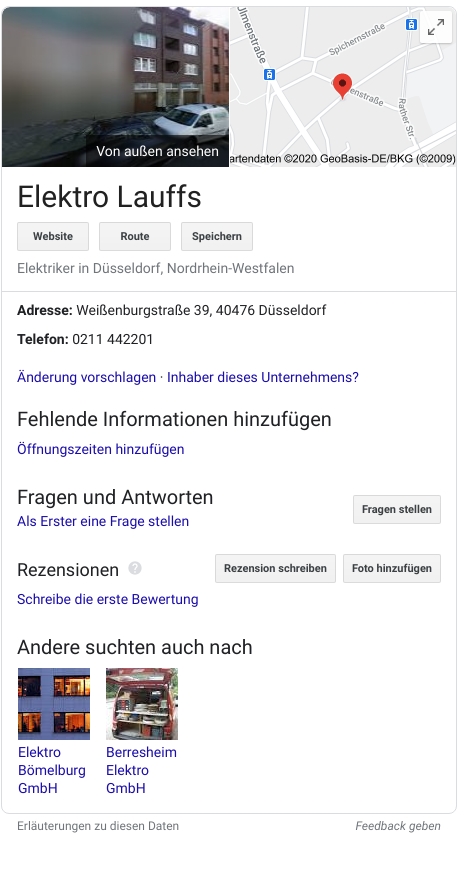 Ulmenstraße
Spichernstraße
enstraße
Rather Str.
Von außen ansehen
artendaten ©2020 GeoBasis-DE/BKG (©2009)
Elektro Lauffs
Website Route Speichern
Elektriker in Düsseldorf, Nordrhein-Westfalen
Adresse: Weißenburgstraße 39, 40476 Düsseldorf
Telefon: 0211 442201
Änderung vorschlagen · Inhaber dieses Unternehmens?
Fehlende Informationen hinzufügen
Öffnungszeiten hinzufügen
Fragen und Antworten
Fragen stellen
Als Erster eine Frage stellen
Rezensionen ? Rezension schreiben Foto hinzufügen
Schreibe die erste Bewertung
Andere suchten auch nach
Elektro
Bömelburg
GmbH
Berresheim
Elektro
GmbH
Erläuterungen zu diesen Daten Feedback geben